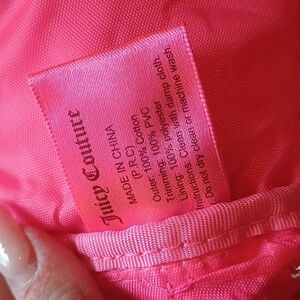 Juicy Couture
MADE IN CHINA
(P.R.C)
Outer: 100% Cotton
Trimming: 100% PVC
Lining: 100% Polyester
Instructions: Clean with damp cloth.
Do not dry clean or machine wash.